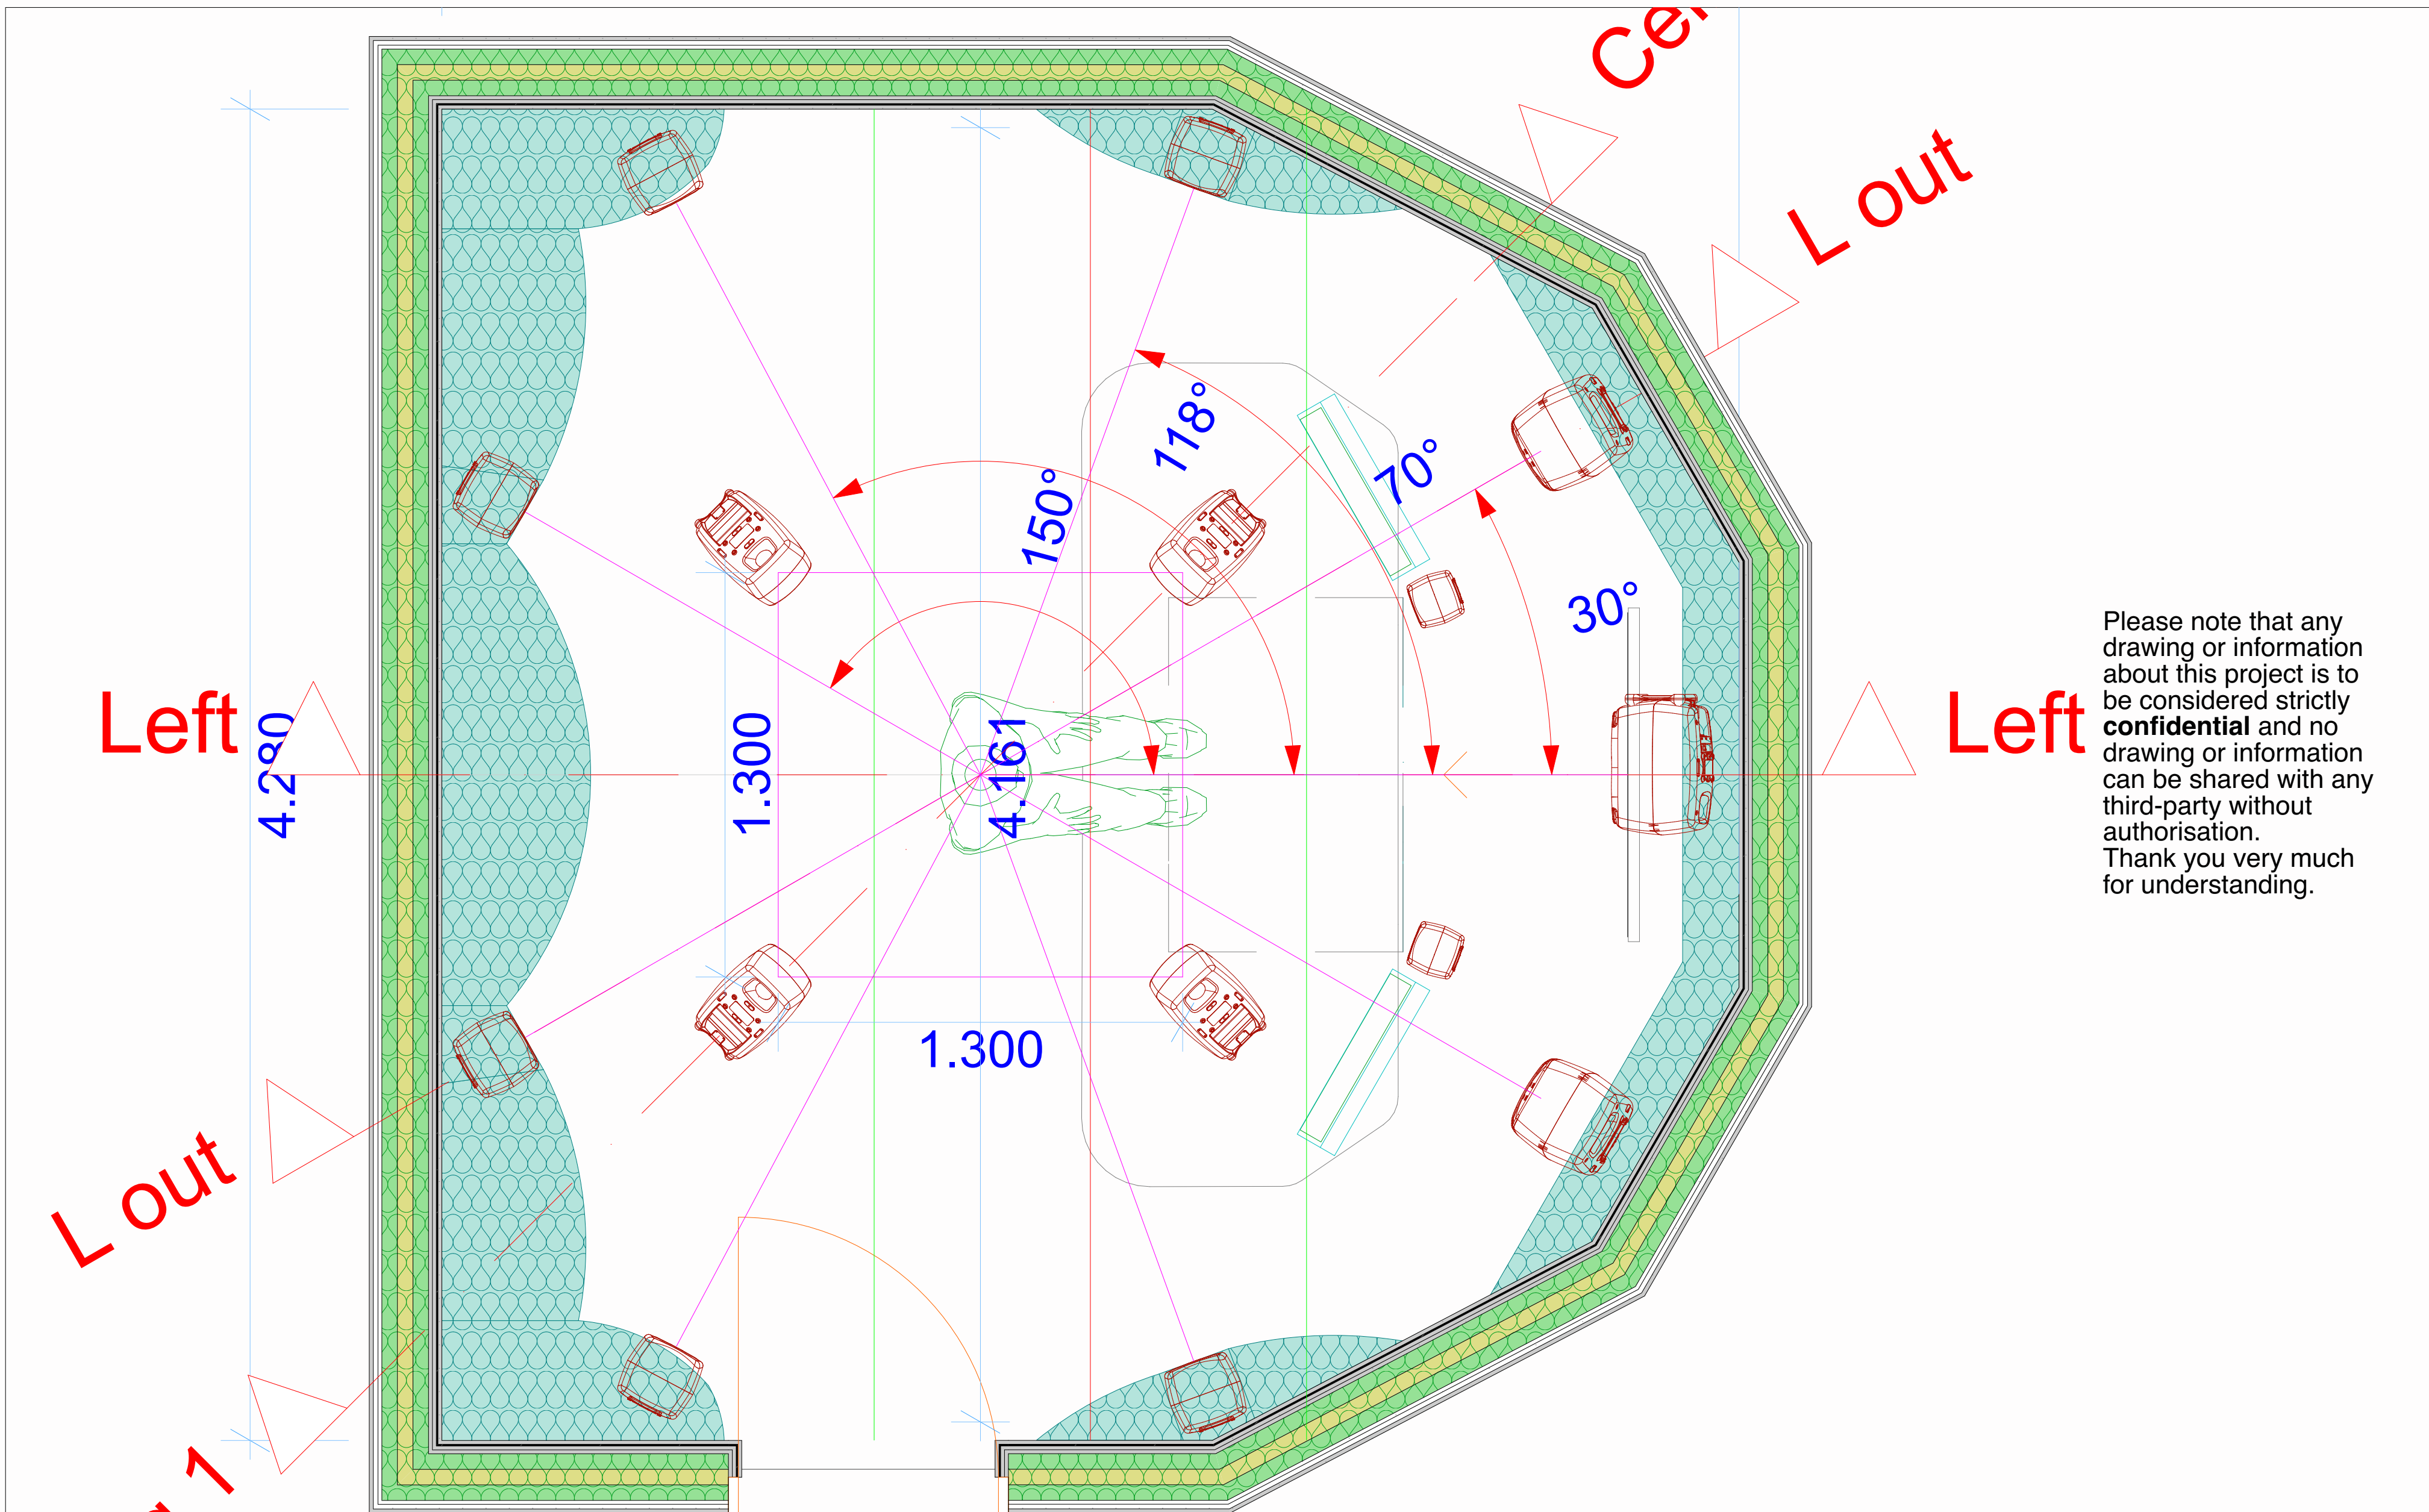 L out
118°
70°
150°
30°
Left
4.280
1.300
4.161
Left
Please note that any
drawing or information
about this project is to
be considered strictly
confidential and no
drawing or information
can be shared with any
third-party without
authorisation.
Thank you very much
for understanding.
1.300
L out
1